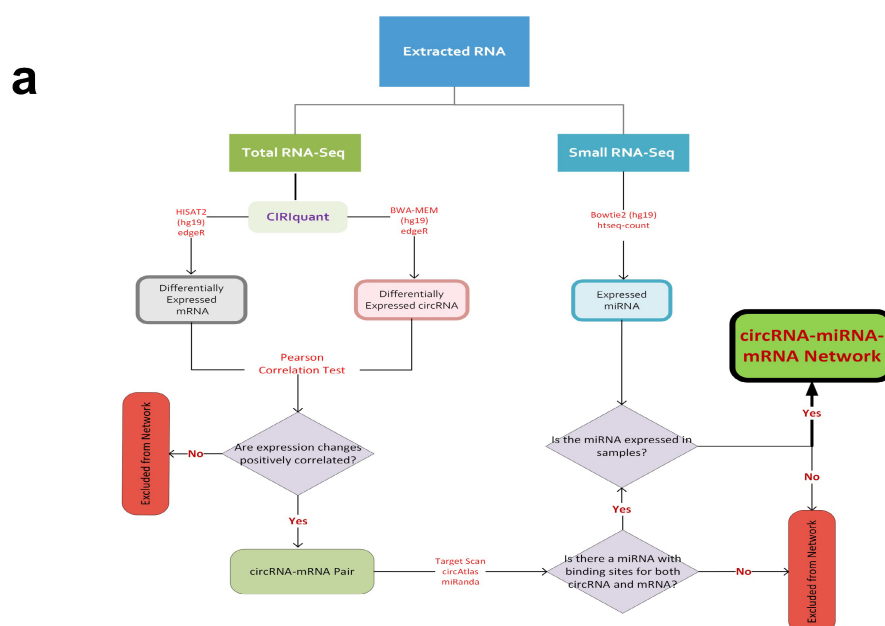 a
Extracted RNA
Total RNA-Seq
Small RNA-Seq
HISAT2
(hg19)
edgeR
CIRIquant
BWA-MEM
(hg19)
edgeR
Bowtie2 (hg19)
htseq-count
Differentially
Expressed
mRNA
Differentially
Expressed circRNA
Expressed
miRNA
circRNA-miRNA-
mRNA Network
Pearson
Correlation Test
Yes
Excluded from Network
No
Are expression changes
positively correlated?
Is the miRNA expressed in
samples?
No
Yes
Yes
circRNA-mRNA Pair
Target Scan
circAtlas
miRanda
Is there a miRNA with
binding sites for both
circRNA and mRNA?
No
Excluded from Network